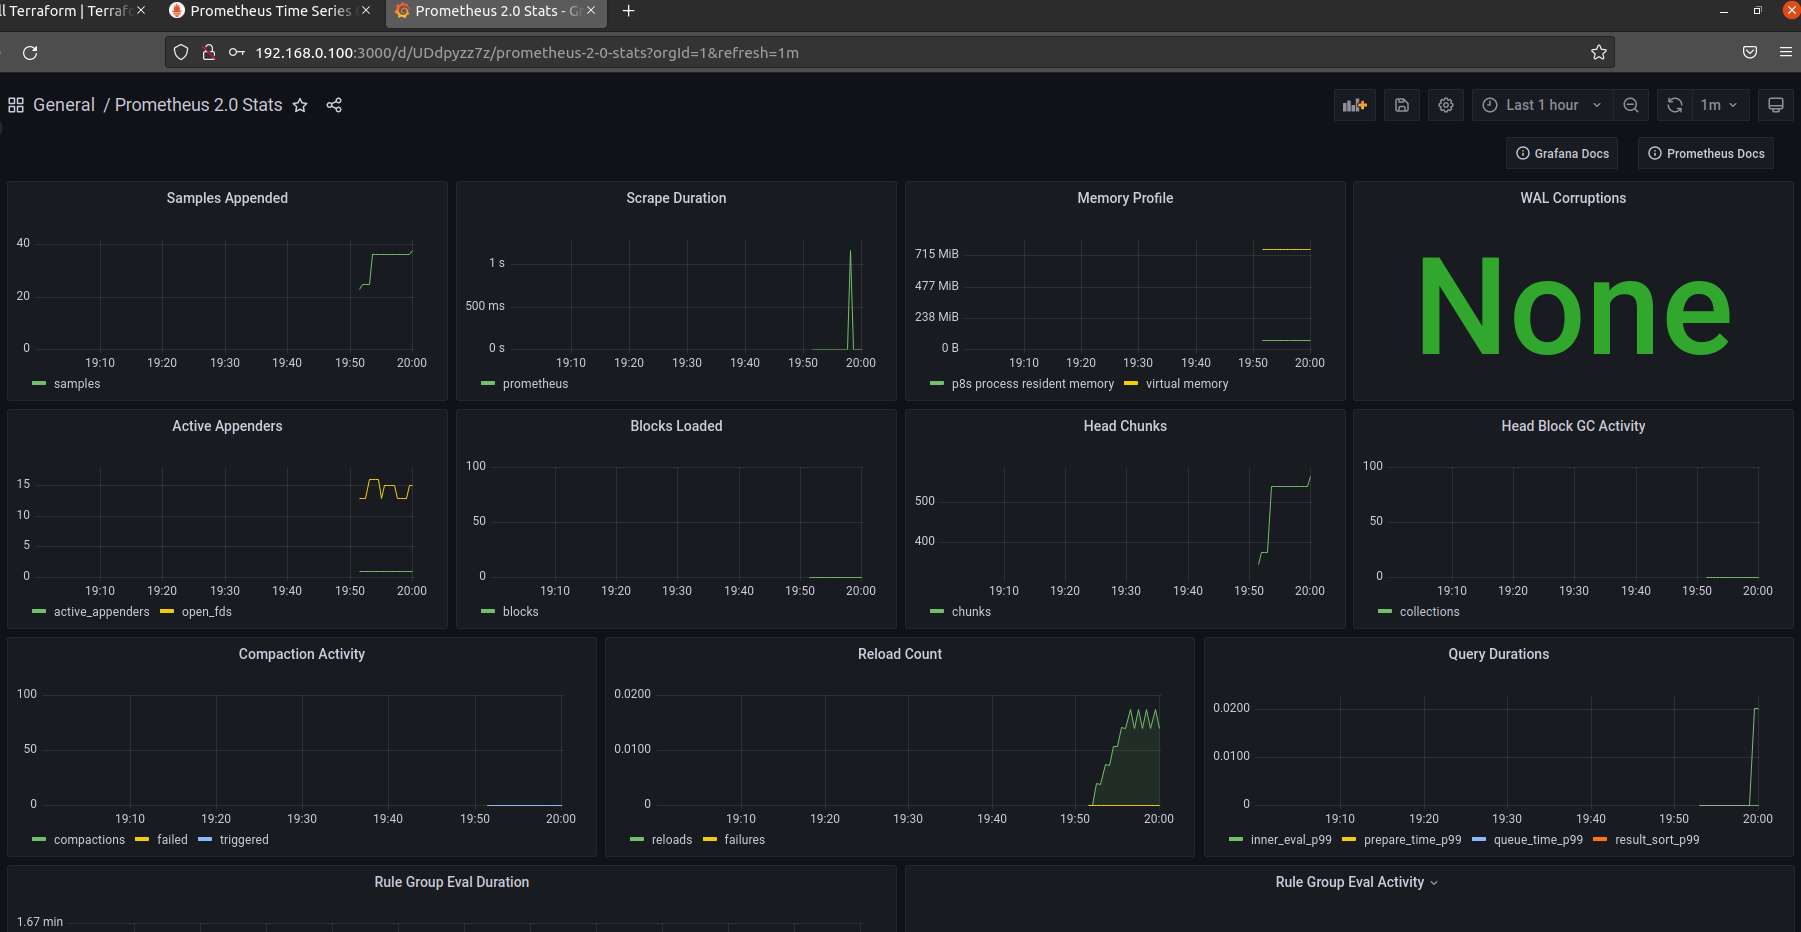 ll Terraform | Terraf
Prometheus Time Series
Prometheus 2.0 Stats - Gr
192.168.0.100:3000/d/UDdpyzz7z/prometheus-2-0-stats?orgId=1&refresh=1m
General / Prometheus 2.0 Stats
Last 1 hour
1m
Grafana Docs
Prometheus Docs
Samples Appended
40
20
0
19:10 19:20 19:30 19:40 19:50 20:00
samples
Scrape Duration
1 s
500 ms
0 s
19:10 19:20 19:30 19:40 19:50 20:00
prometheus
Memory Profile
715 MiB
477 MiB
238 MiB
0 B
19:10 19:20 19:30 19:40 19:50 20:00
p8s process resident memory virtual memory
WAL Corruptions
None
Active Appenders
15
10
5
0
19:10 19:20 19:30 19:40 19:50 20:00
active_appenders open_fds
Blocks Loaded
100
50
0
19:10 19:20 19:30 19:40 19:50 20:00
blocks
Head Chunks
500
400
19:10 19:20 19:30 19:40 19:50 20:00
chunks
Head Block GC Activity
100
50
0
19:10 19:20 19:30 19:40 19:50 20:00
collections
Compaction Activity
100
50
0
19:10 19:20 19:30 19:40 19:50 20:00
compactions failed triggered
Reload Count
0.0200
0.0100
0
19:10 19:20 19:30 19:40 19:50 20:00
reloads failures
Query Durations
0.0200
0.0100
0
19:10 19:20 19:30 19:40 19:50 20:00
inner_eval_p99 prepare_time_p99 queue_time_p99 result_sort_p99
Rule Group Eval Duration
1.67 min
Rule Group Eval Activity